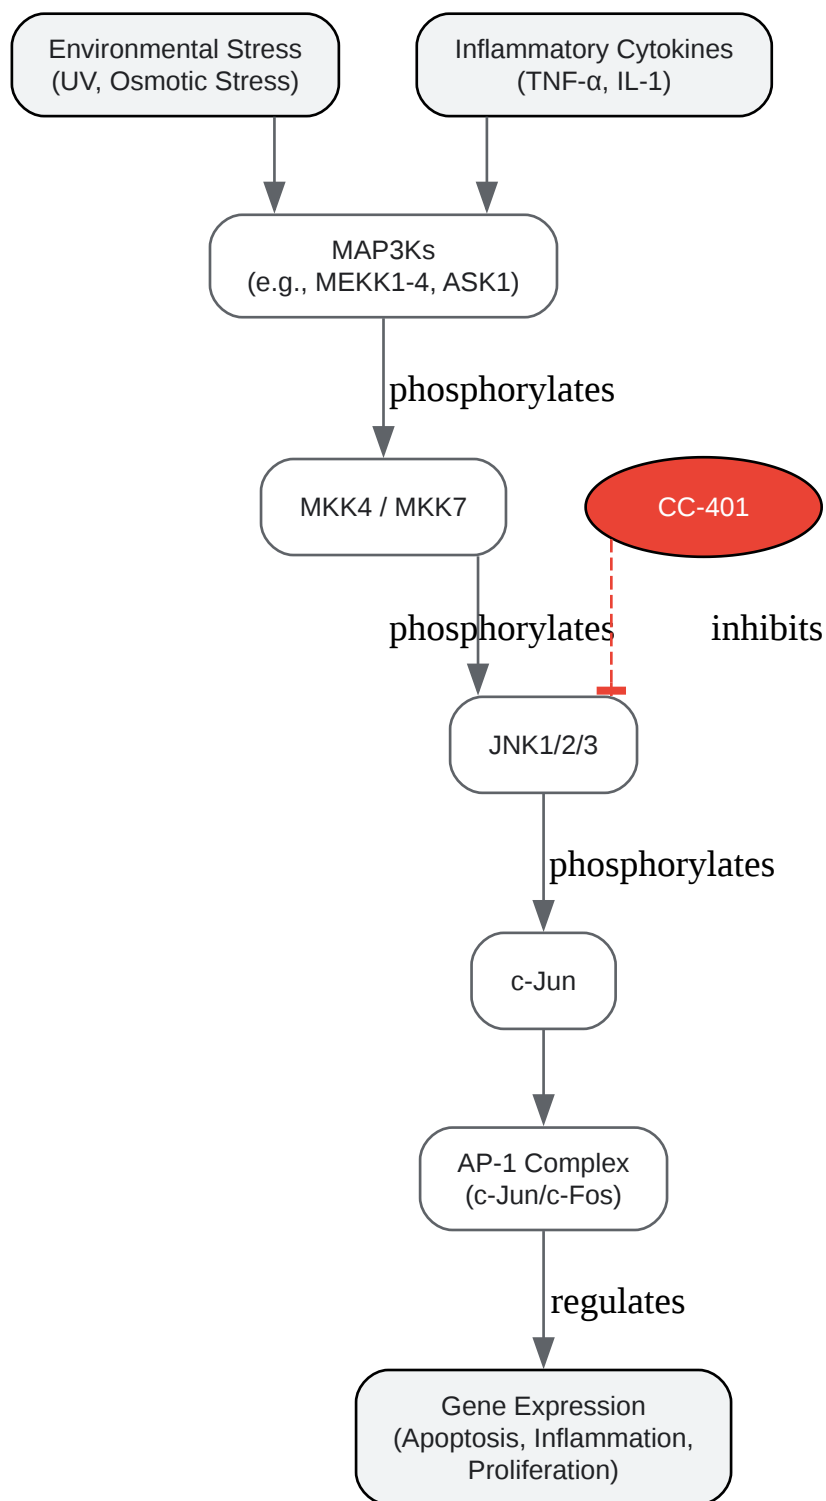 Environmental Stress
(UV, Osmotic Stress)
Inflammatory Cytokines
(TNF-α, IL-1)
MAP3Ks
(e.g., MEKK1-4, ASK1)
phosphorylates
MKK4 / MKK7
CC-401
phosphorylates
inhibits
JNK1/2/3
phosphorylates
c-Jun
AP-1 Complex
(c-Jun/c-Fos)
regulates
Gene Expression
(Apoptosis, Inflammation,
Proliferation)